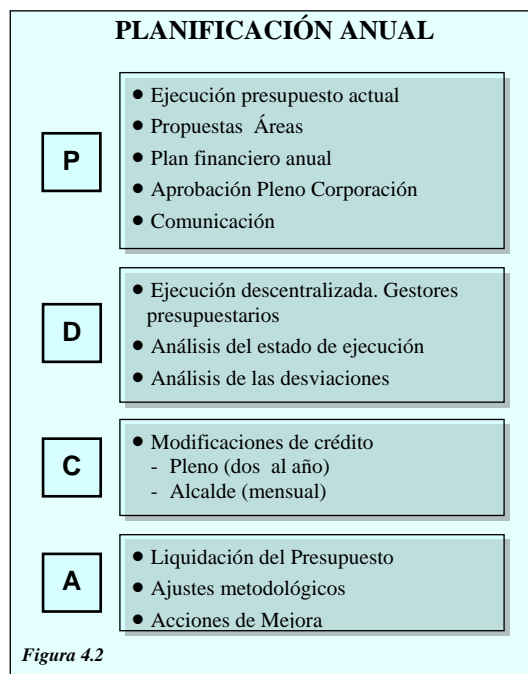 PLANIFICACIÓN ANUAL
P
• Ejecución presupuesto actual
• Propuestas Áreas
• Plan financiero anual
• Aprobación Pleno Corporación
• Comunicación
D
• Ejecución descentralizada. Gestores
presupuestarios
• Análisis del estado de ejecución
• Análisis de las desviaciones
C
• Modificaciones de crédito
- Pleno (dos al año)
- Alcalde (mensual)
A
• Liquidación del Presupuesto
• Ajustes metodológicos
• Acciones de Mejora
Figura 4.2